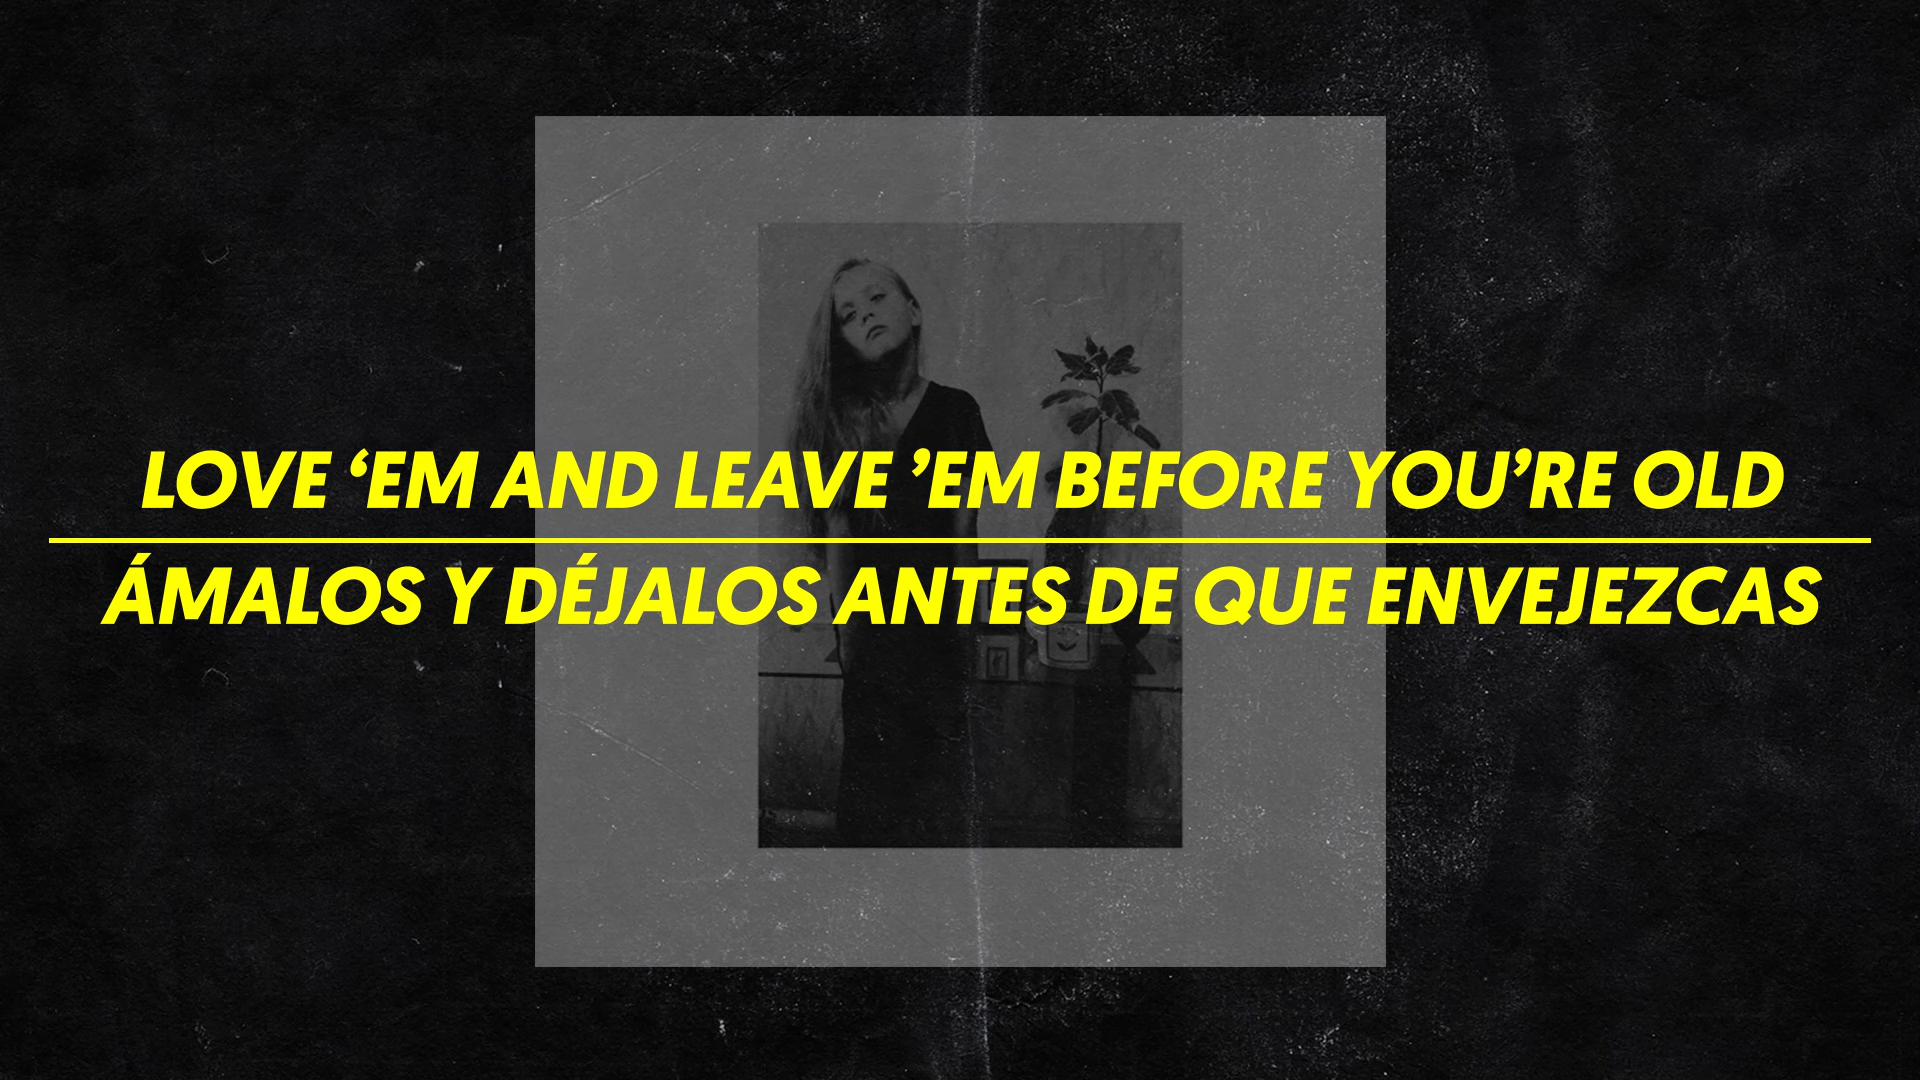 LOVE ‘EM AND LEAVE ’EM BEFORE YOU’RE OLD
ÁMALOS Y DÉJALOS ANTES DE QUE ENVEJEZCAS